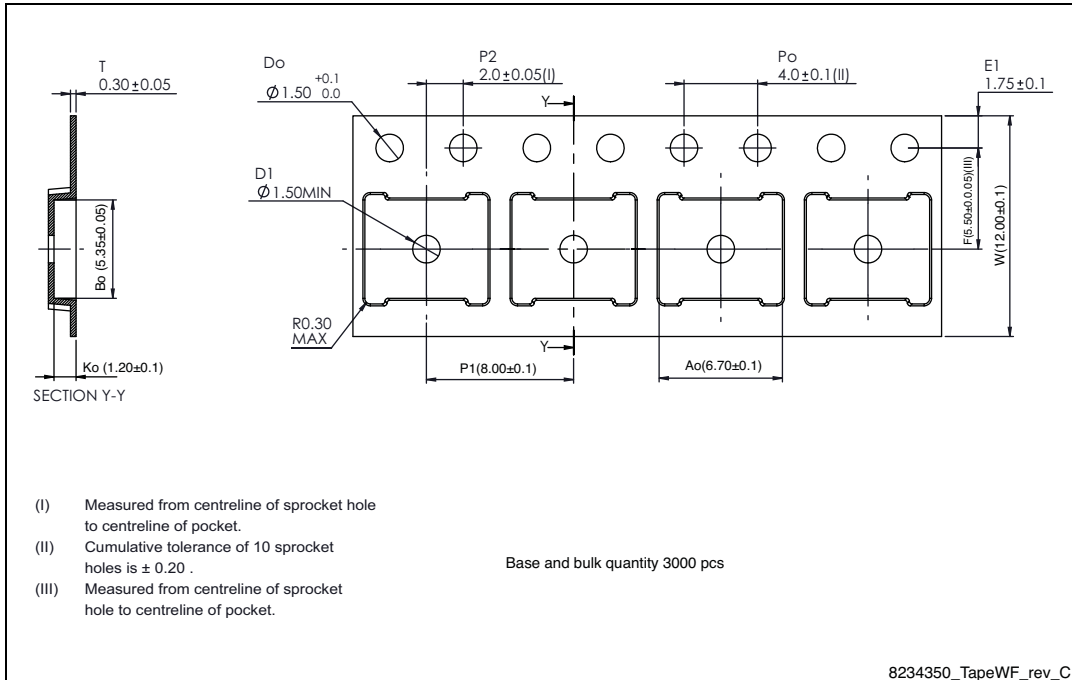 T
0.30±0.05
Do
+0.1
Ø1.50 0.0
P2
2.0±0.05(I)
Po
4.0±0.1(II)
E1
1.75±0.1
Y
D1
Ø1.50MIN
Bo (5.35±0.05)
F(5.50±0.0.05)(III)
W(12.00±0.1)
R0.30
MAX
Y
Ko (1.20±0.1)
P1(8.00±0.1)
Ao(6.70±0.1)
SECTION Y-Y
(I) Measured from centreline of sprocket hole
to centreline of pocket.
(II) Cumulative tolerance of 10 sprocket
holes is ± 0.20 .
(III) Measured from centreline of sprocket
hole to centreline of pocket.
Base and bulk quantity 3000 pcs
8234350_TapeWF_rev_C